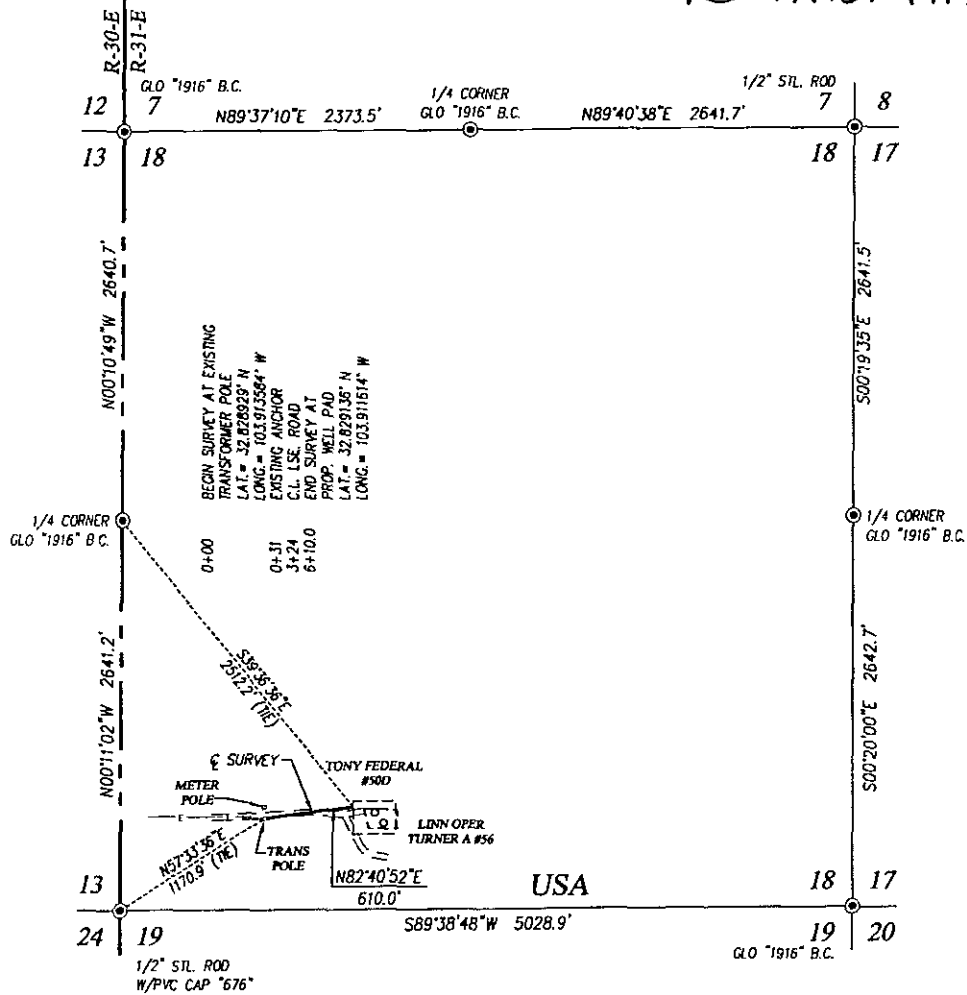 R-30-E
R-31-E
GLO "1916" B.C.
12 7
13 18
N89°37'10"E 2373.5'
1/4 CORNER
GLO "1916" B.C.
N89°40'38"E 2641.7'
1/2" STL. ROD
7 8
18 17
N00°10'49"W 2640.7'
S00°19'35"E 2641.5'
0+00 BEGIN SURVEY AT EXISTING
TRANSFORMER POLE
LAT.= 32.828929° N
LONG.= 103.913584° W
0+31 EXISTING ANCHOR
3+24 C.L. LSE. ROAD
6+10.0 END SURVEY AT
PROP. WELL PAD
LAT.= 32.829136° N
LONG.= 103.911614° W
1/4 CORNER
GLO "1916" B.C.
1/4 CORNER
GLO "1916" B.C.
N00°11'02"W 2641.2'
S00°20'00"E 2642.7'
S39°36'36"E
2512.2' (TIE)
℄ SURVEY
TONY FEDERAL
#50D
METER
POLE
E
LINN OPER
TURNER A #56
TRANS
POLE
N57°33'36"E
1170.9' (TIE)
N82°40'52"E
610.0'
USA
13
18 17
S89°38'48"W 5028.9'
24 19
19 20
GLO "1916" B.C.
1/2" STL. ROD
W/PVC CAP "676"